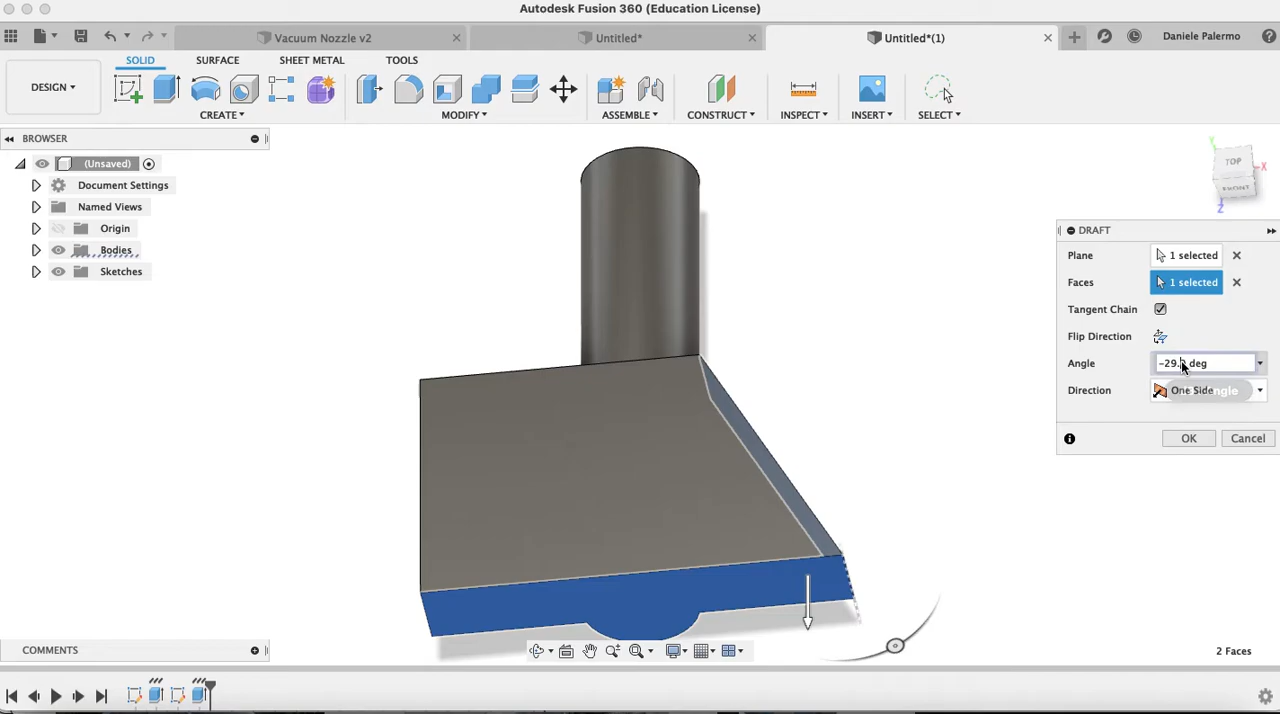 Autodesk Fusion 360 (Education License)
Vacuum Nozzle v2
Untitled*
Untitled*(1)
Daniele Palermo
DESIGN
SOLID SURFACE SHEET METAL TOOLS
CREATE MODIFY ASSEMBLE CONSTRUCT INSPECT INSERT SELECT
BROWSER
(Unsaved)
Document Settings
Named Views
Origin
Bodies
Sketches
Y
TOP
X
FRONT
Z
DRAFT
Plane 1 selected
Faces 1 selected
Tangent Chain
Flip Direction
Angle deg
Direction One Side
OK Cancel
COMMENTS
2 Faces